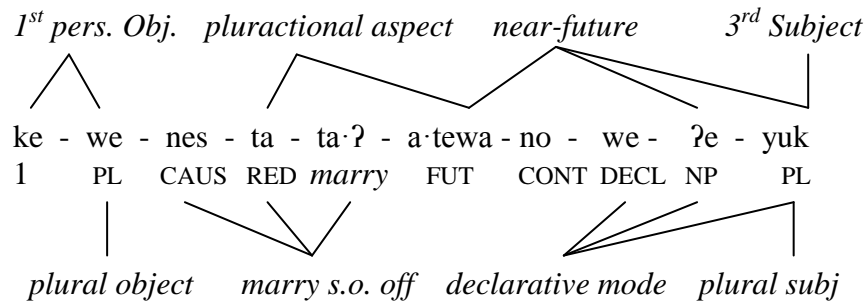 1st pers. Obj. pluractional aspect near-future 3rd Subject
ke - we - nes - ta - ta·ʔ - a·tewa - no - we - ʔe - yuk
1 PL CAUS RED marry FUT CONT DECL NP PL
plural object marry s.o. off declarative mode plural subj